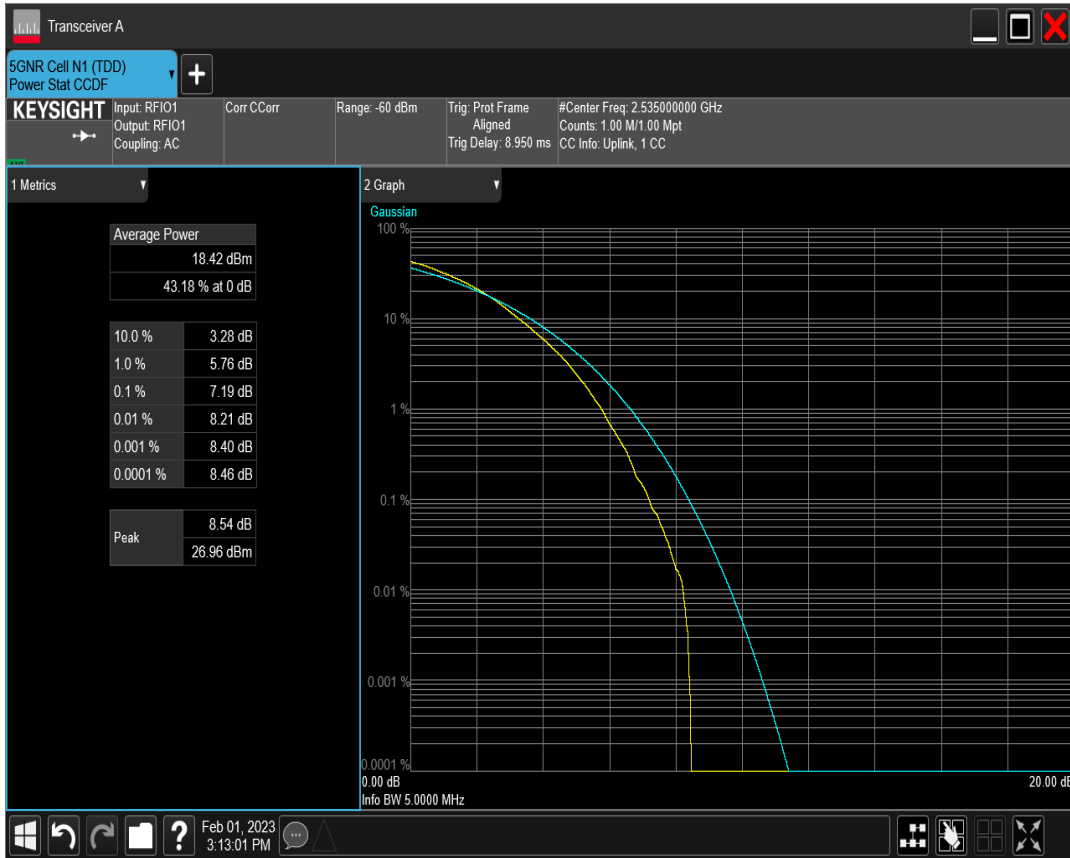 Transceiver A
5GNR Cell N1 (TDD)
Power Stat CCDF
KEYSIGHT
Input: RFIO1
Output: RFIO1
Coupling: AC
Corr CCorr
Range: -60 dBm
Trig: Prot Frame
Aligned
Trig Delay: 8.950 ms
#Center Freq: 2.535000000 GHz
Counts: 1.00 M/1.00 Mpt
CC Info: Uplink, 1 CC
1 Metrics
Average Power
18.42 dBm
43.18 % at 0 dB
10.0 % 3.28 dB
1.0 % 5.76 dB
0.1 % 7.19 dB
0.01 % 8.21 dB
0.001 % 8.40 dB
0.0001 % 8.46 dB
Peak
8.54 dB
26.96 dBm
2 Graph
Gaussian
100 %
10 %
1 %
0.1 %
0.01 %
0.001 %
0.0001 %
0.00 dB
20.00 dB
Info BW 5.0000 MHz
Feb 01, 2023
3:13:01 PM